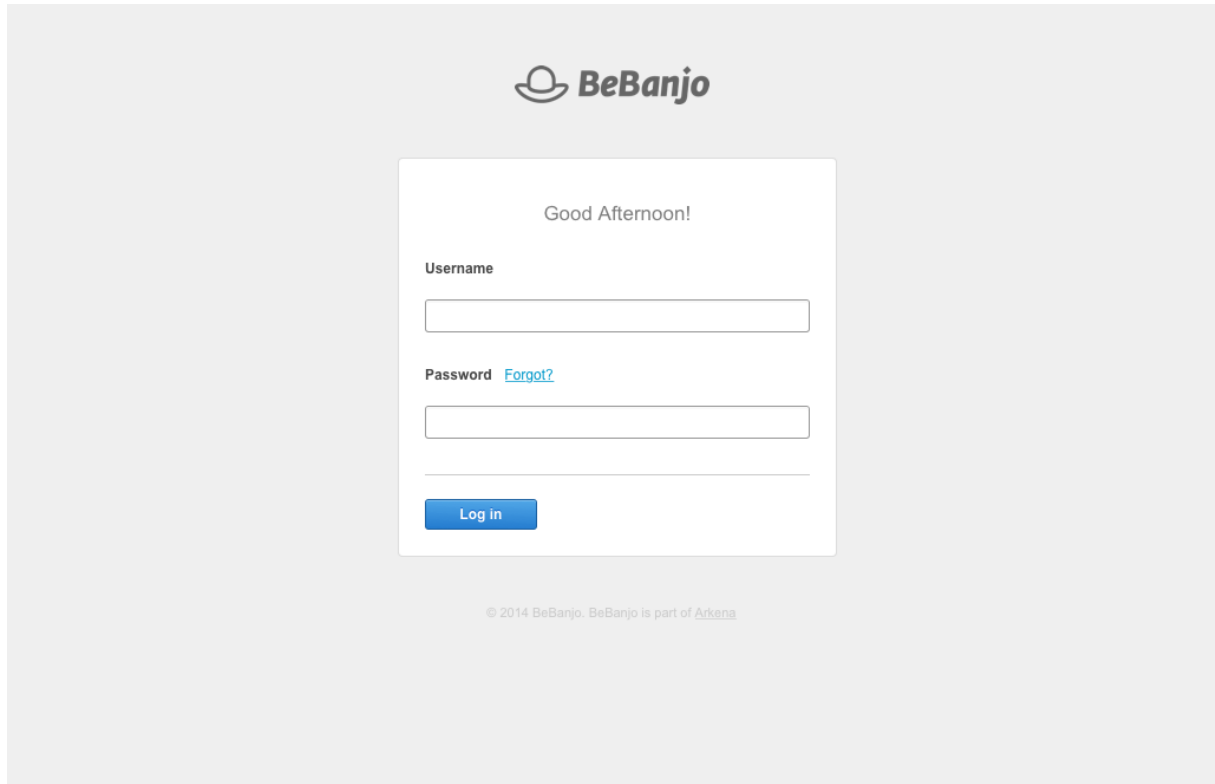 BeBanjo
Good Afternoon!
Username
Password Forgot?
Log in
© 2014 BeBanjo. BeBanjo is part of Arkena